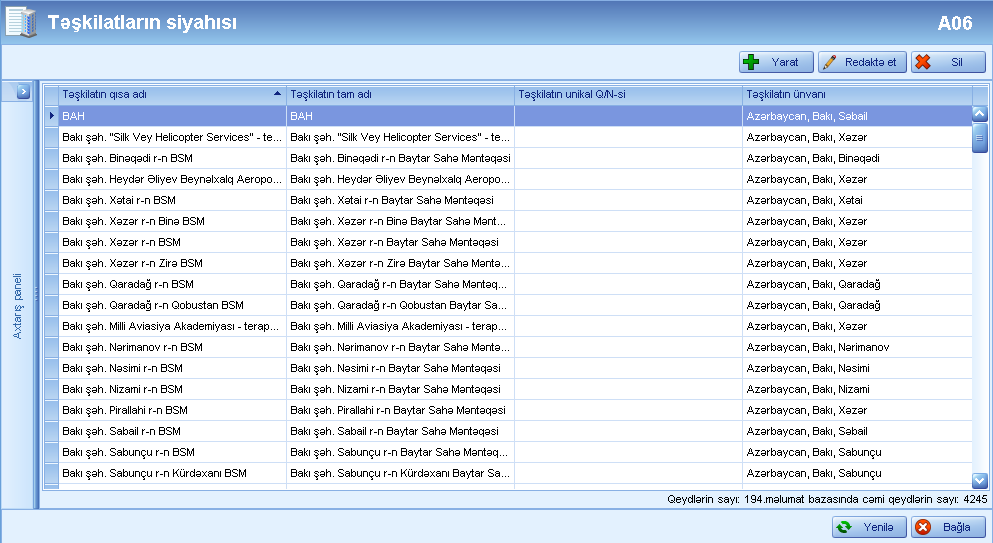 Təşkilatların siyahısı A06
Yarat Redaktə et Sil
Təşkilatın qısa adı Təşkilatın tam adı Təşkilatın unikal Q/N-si Təşkilatın ünvanı
BAH BAH Azərbaycan, Bakı, Səbail
Bakı şəh. "Silk Vey Helicopter Services" - te... Bakı şəh. "Silk Vey Helicopter Services" - te... Azərbaycan, Bakı, Xəzər
Bakı şəh. Binəqədi r-n BSM Bakı şəh. Binəqədi r-n Baytar Sahə Məntəqəsi Azərbaycan, Bakı, Binəqədi
Bakı şəh. Heydər Əliyev Beynəlxalq Aeropo... Bakı şəh. Heydər Əliyev Beynəlxalq Aeropo... Azərbaycan, Bakı, Xəzər
Bakı şəh. Xətai r-n BSM Bakı şəh. Xətai r-n Baytar Sahə Məntəqəsi Azərbaycan, Bakı, Xətai
Bakı şəh. Xəzər r-n Binə BSM Bakı şəh. Xəzər r-n Binə Baytar Sahə Mənt... Azərbaycan, Bakı, Xəzər
Bakı şəh. Xəzər r-n BSM Bakı şəh. Xəzər r-n Baytar Sahə Məntəqəsi Azərbaycan, Bakı, Xəzər
Bakı şəh. Xəzər r-n Zirə BSM Bakı şəh. Xəzər r-n Zirə Baytar Sahə Məntə... Azərbaycan, Bakı, Xəzər
Bakı şəh. Qaradağ r-n BSM Bakı şəh. Qaradağ r-n Baytar Sahə Məntəq... Azərbaycan, Bakı, Qaradağ
Bakı şəh. Qaradağ r-n Qobustan BSM Bakı şəh. Qaradağ r-n Qobustan Baytar Sa... Azərbaycan, Bakı, Qaradağ
Bakı şəh. Milli Aviasiya Akademiyası - terap... Bakı şəh. Milli Aviasiya Akademiyası - terap... Azərbaycan, Bakı, Xəzər
Bakı şəh. Nərimanov r-n BSM Bakı şəh. Nərimanov r-n Baytar Sahə Məntə... Azərbaycan, Bakı, Nərimanov
Bakı şəh. Nəsimi r-n BSM Bakı şəh. Nəsimi r-n Baytar Sahə Məntəqəsi Azərbaycan, Bakı, Nəsimi
Bakı şəh. Nizami r-n BSM Bakı şəh. Nizami r-n Baytar Sahə Məntəqəsi Azərbaycan, Bakı, Nizami
Bakı şəh. Pirallahi r-n BSM Bakı şəh. Pirallahi r-n Baytar Sahə Məntəqəsi Azərbaycan, Bakı, Xəzər
Bakı şəh. Sabail r-n BSM Bakı şəh. Sabail r-n Baytar Sahə Məntəqəsi Azərbaycan, Bakı, Səbail
Bakı şəh. Sabunçu r-n BSM Bakı şəh. Sabunçu r-n Baytar Sahə Məntəq... Azərbaycan, Bakı, Sabunçu
Bakı şəh. Sabunçu r-n Kürdəxanı BSM Bakı şəh. Sabunçu r-n Kürdəxanı Baytar Sa... Azərbaycan, Bakı, Sabunçu
Axtarış paneli
Qeydlərin sayı: 194.məlumat bazasında cəmi qeydlərin sayı: 4245
Yenilə Bağla